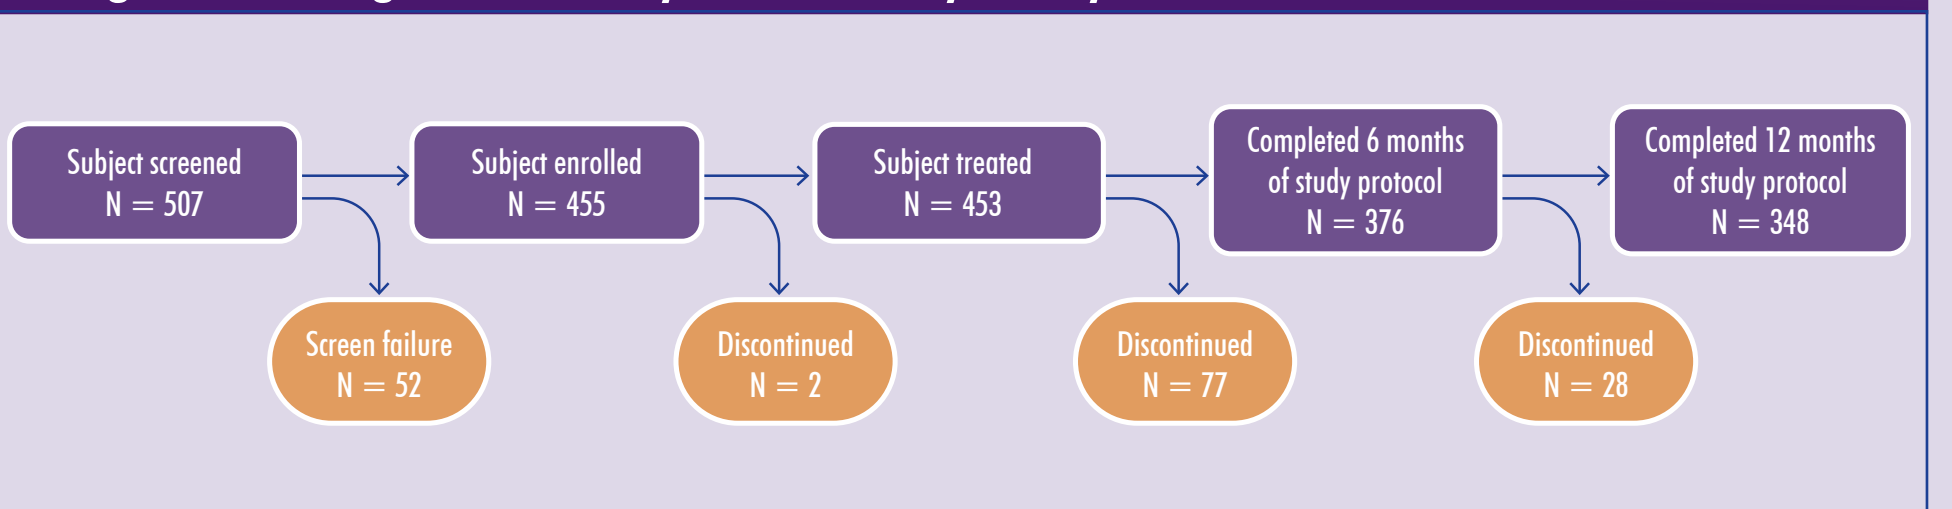 Subject screened
N = 507
Subject enrolled
N = 455
Subject treated
N = 453
Completed 6 months
of study protocol
N = 376
Completed 12 months
of study protocol
N = 348
Screen failure
N = 52
Discontinued
N = 2
Discontinued
N = 77
Discontinued
N = 28